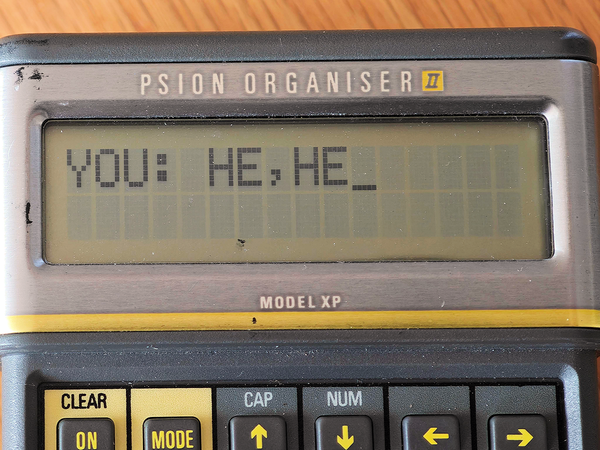 PSION ORGANISER II
YOU: HE,HE_
MODEL XP
CLEAR CAP NUM
ON MODE ↑ ↓ ← →